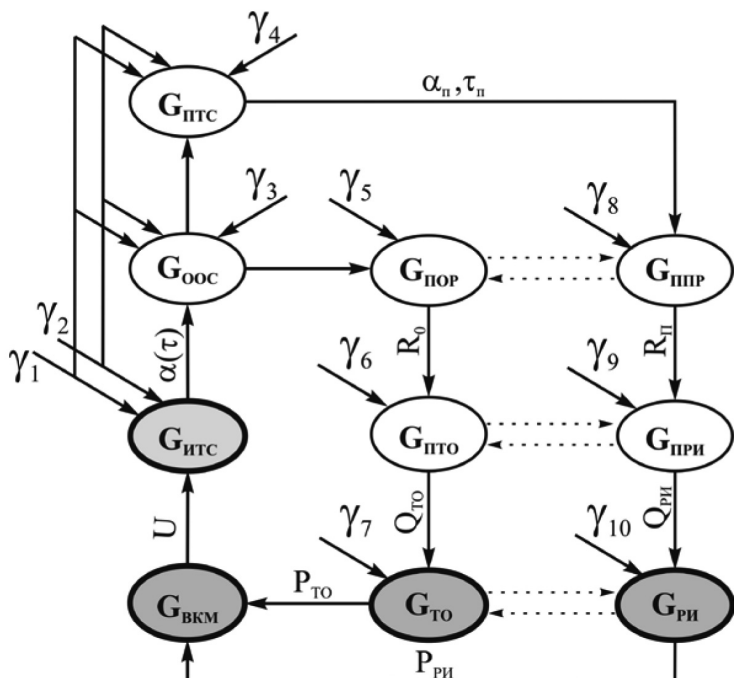 γ4
GПТС
αп, τп
γ3
γ5
γ8
GООС
GПОР
GППР
γ2
γ1
α(τ)
R0
RП
γ6
γ9
GИТС
GПТО
GПРИ
U
QТО
QРИ
γ7
γ10
GВКМ
PТО
GТО
GРИ
PРИ